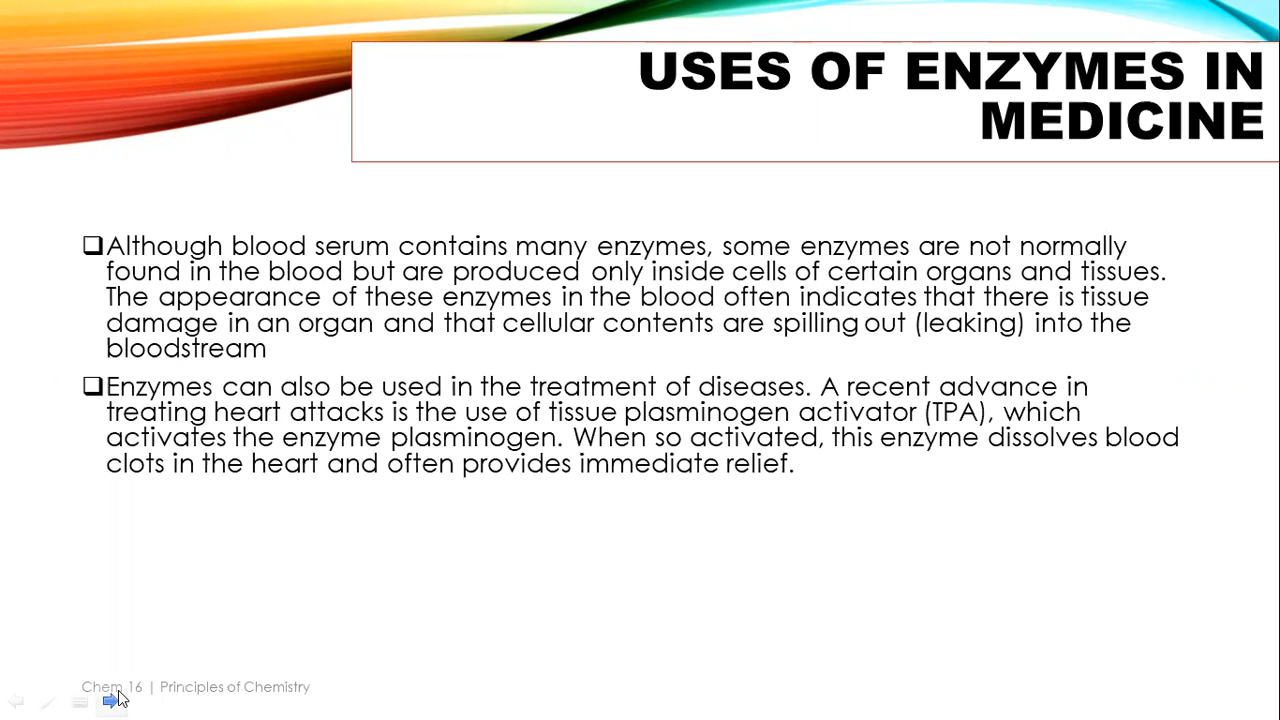 USES OF ENZYMES IN
MEDICINE
Although blood serum contains many enzymes, some enzymes are not normally
found in the blood but are produced only inside cells of certain organs and tissues.
The appearance of these enzymes in the blood often indicates that there is tissue
damage in an organ and that cellular contents are spilling out (leaking) into the
bloodstream
Enzymes can also be used in the treatment of diseases. A recent advance in
treating heart attacks is the use of tissue plasminogen activator (TPA), which
activates the enzyme plasminogen. When so activated, this enzyme dissolves blood
clots in the heart and often provides immediate relief.
Chem 16 | Principles of Chemistry